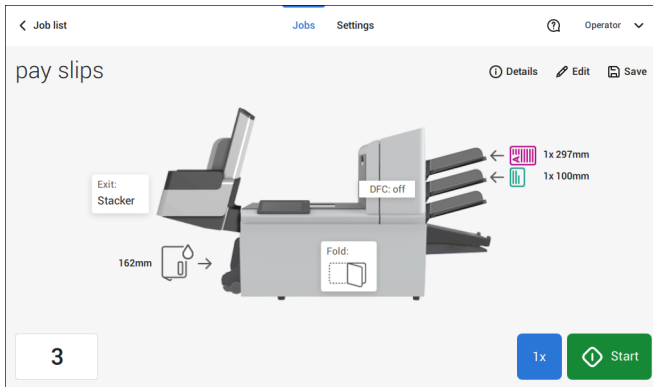 Job list
Jobs
Settings
Operator
pay slips
Details
Edit
Save
1x 297mm
1x 100mm
DFC: off
Exit:
Stacker
Fold:
162mm
3
1x
Start